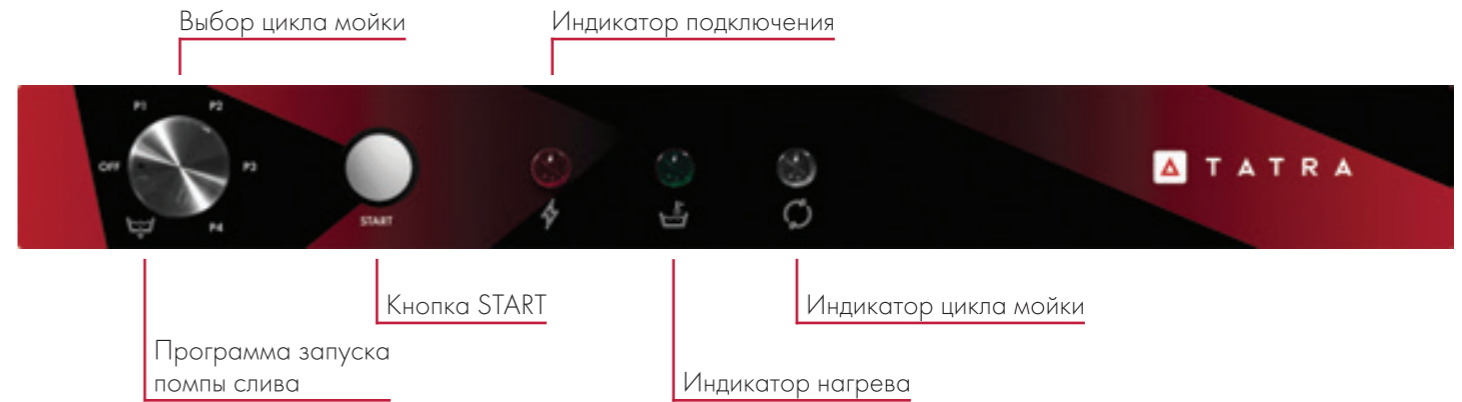 Выбор цикла мойки
Индикатор подключения
P1
P2
OFF
P3
P4
START
TATRA
Кнопка START
Индикатор цикла мойки
Программа запуска
помпы слива
Индикатор нагрева